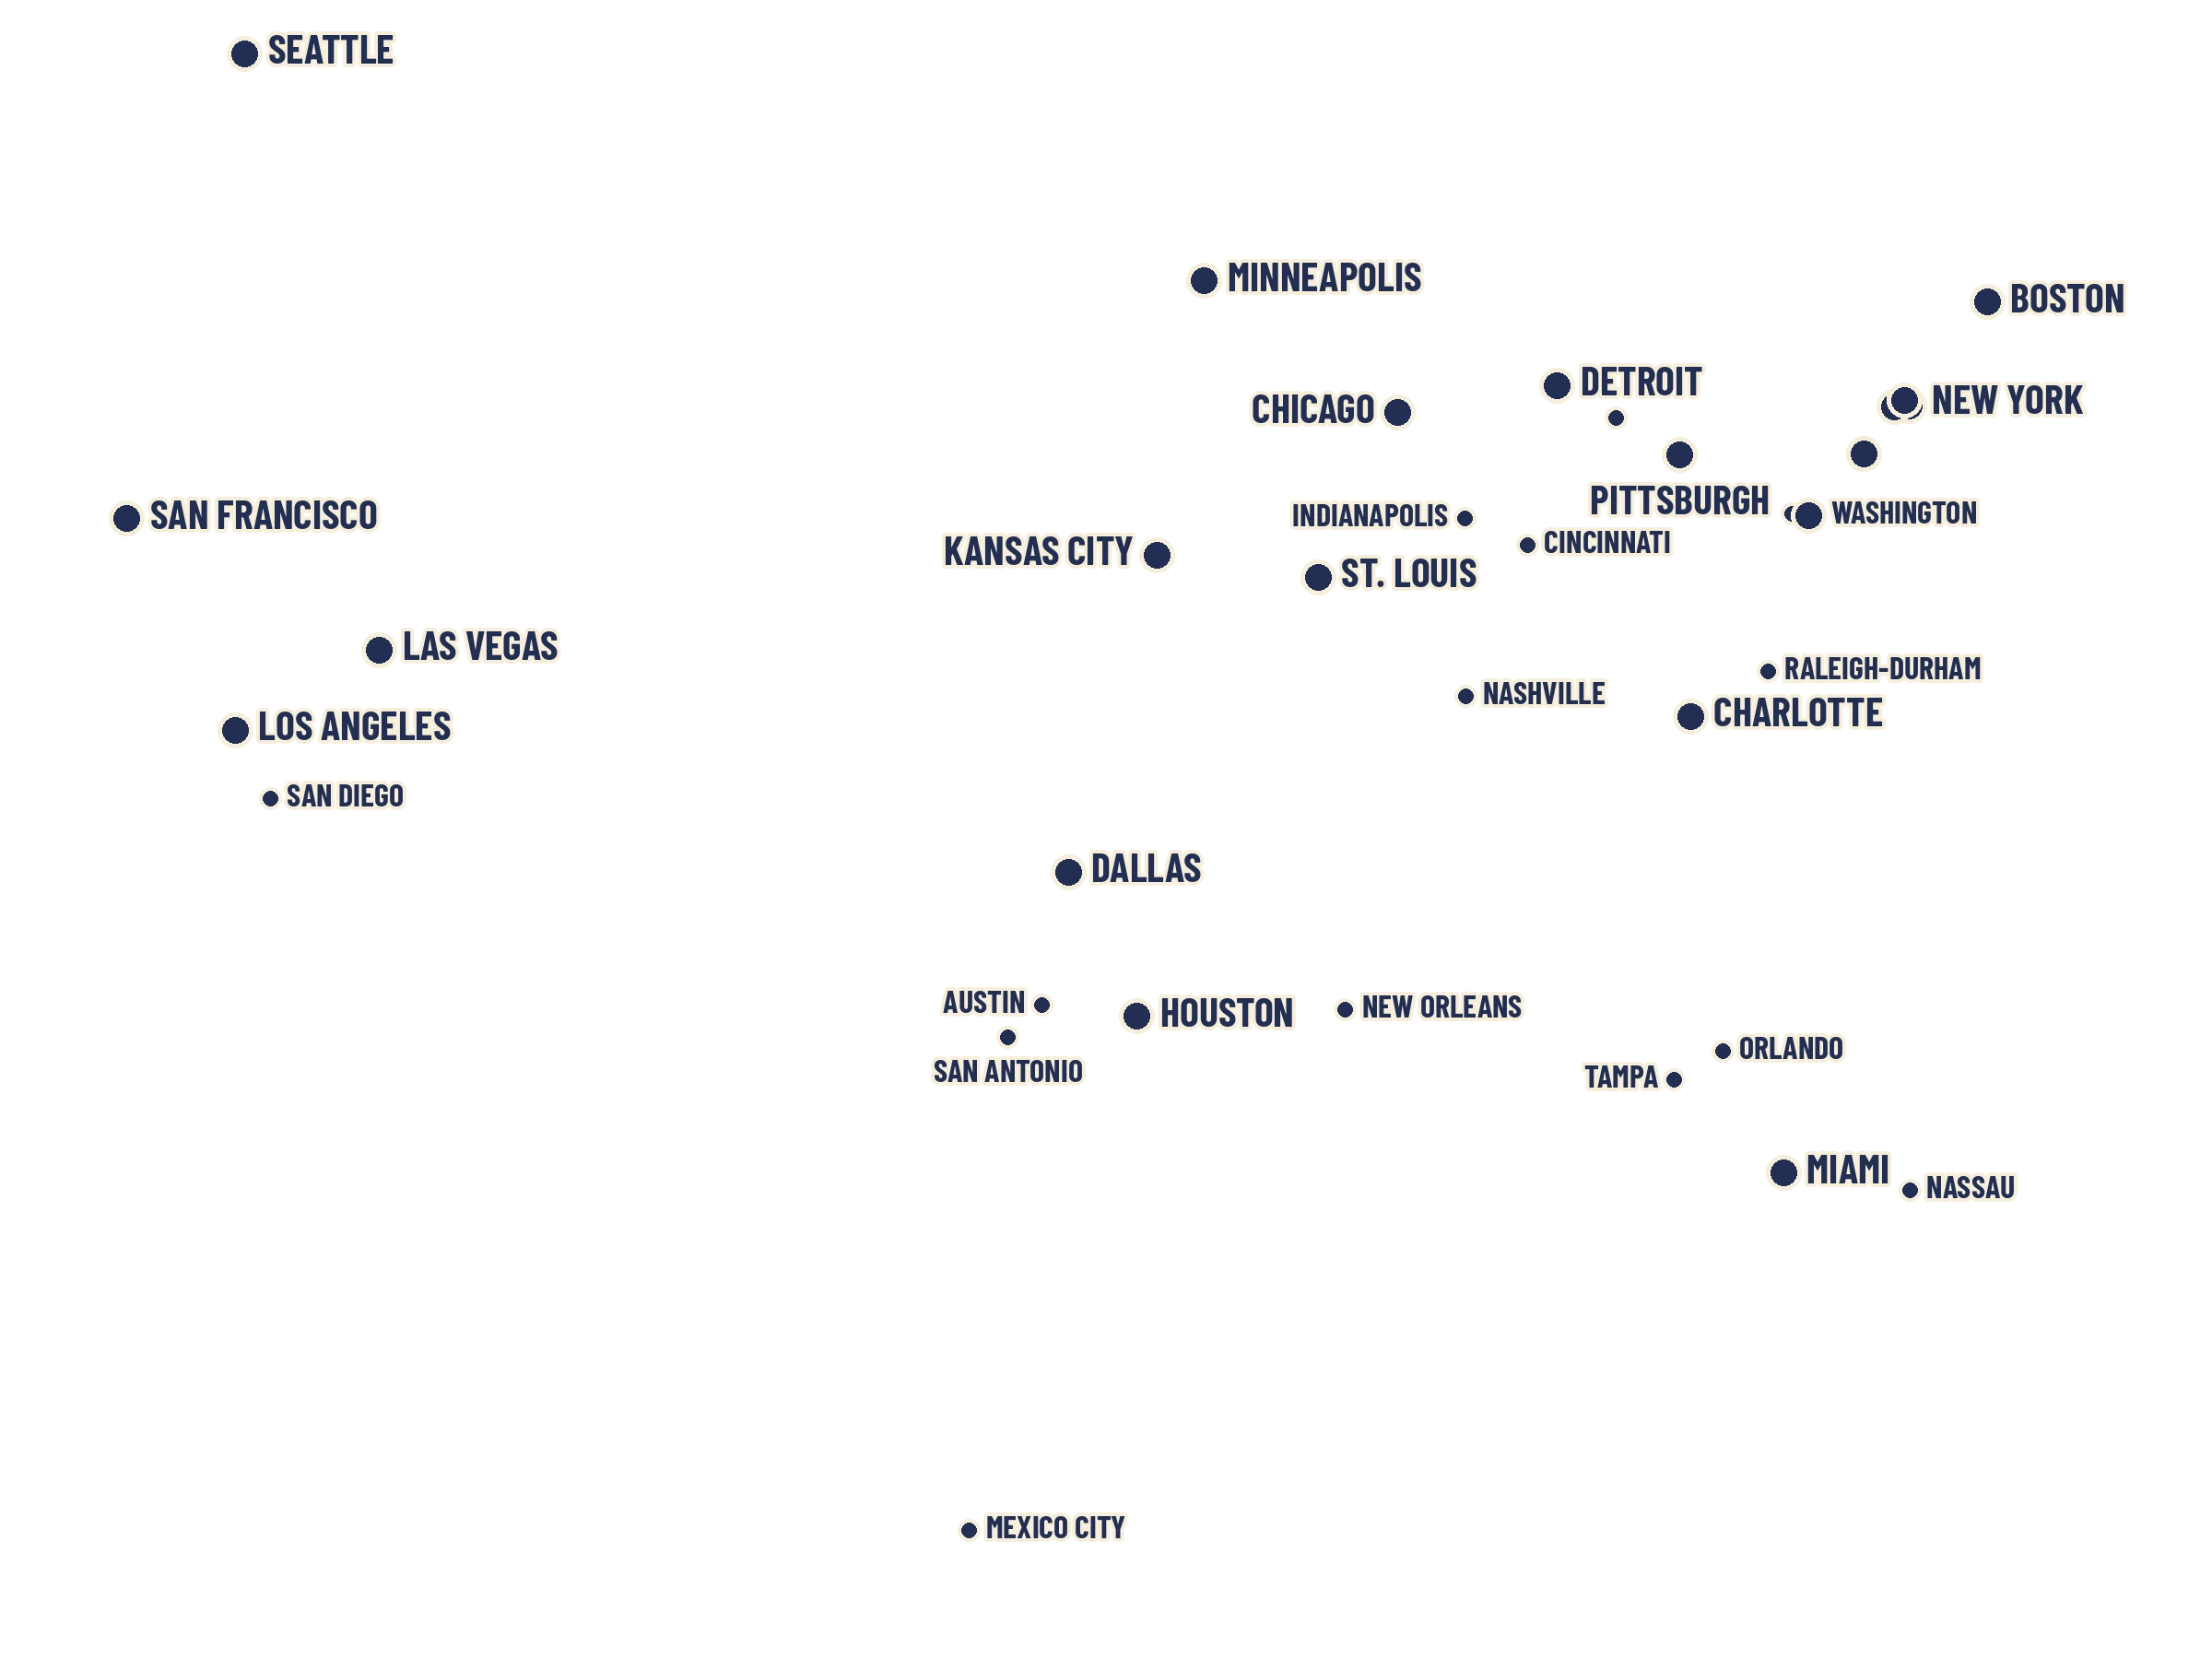 SEATTLE
MINNEAPOLIS
BOSTON
DETROIT
CHICAGO
NEW YORK
PITTSBURGH
SAN FRANCISCO
INDIANAPOLIS
WASHINGTON
CINCINNATI
KANSAS CITY
ST. LOUIS
LAS VEGAS
RALEIGH-DURHAM
NASHVILLE
CHARLOTTE
LOS ANGELES
SAN DIEGO
DALLAS
AUSTIN
HOUSTON
NEW ORLEANS
ORLANDO
SAN ANTONIO
TAMPA
MIAMI
NASSAU
MEXICO CITY